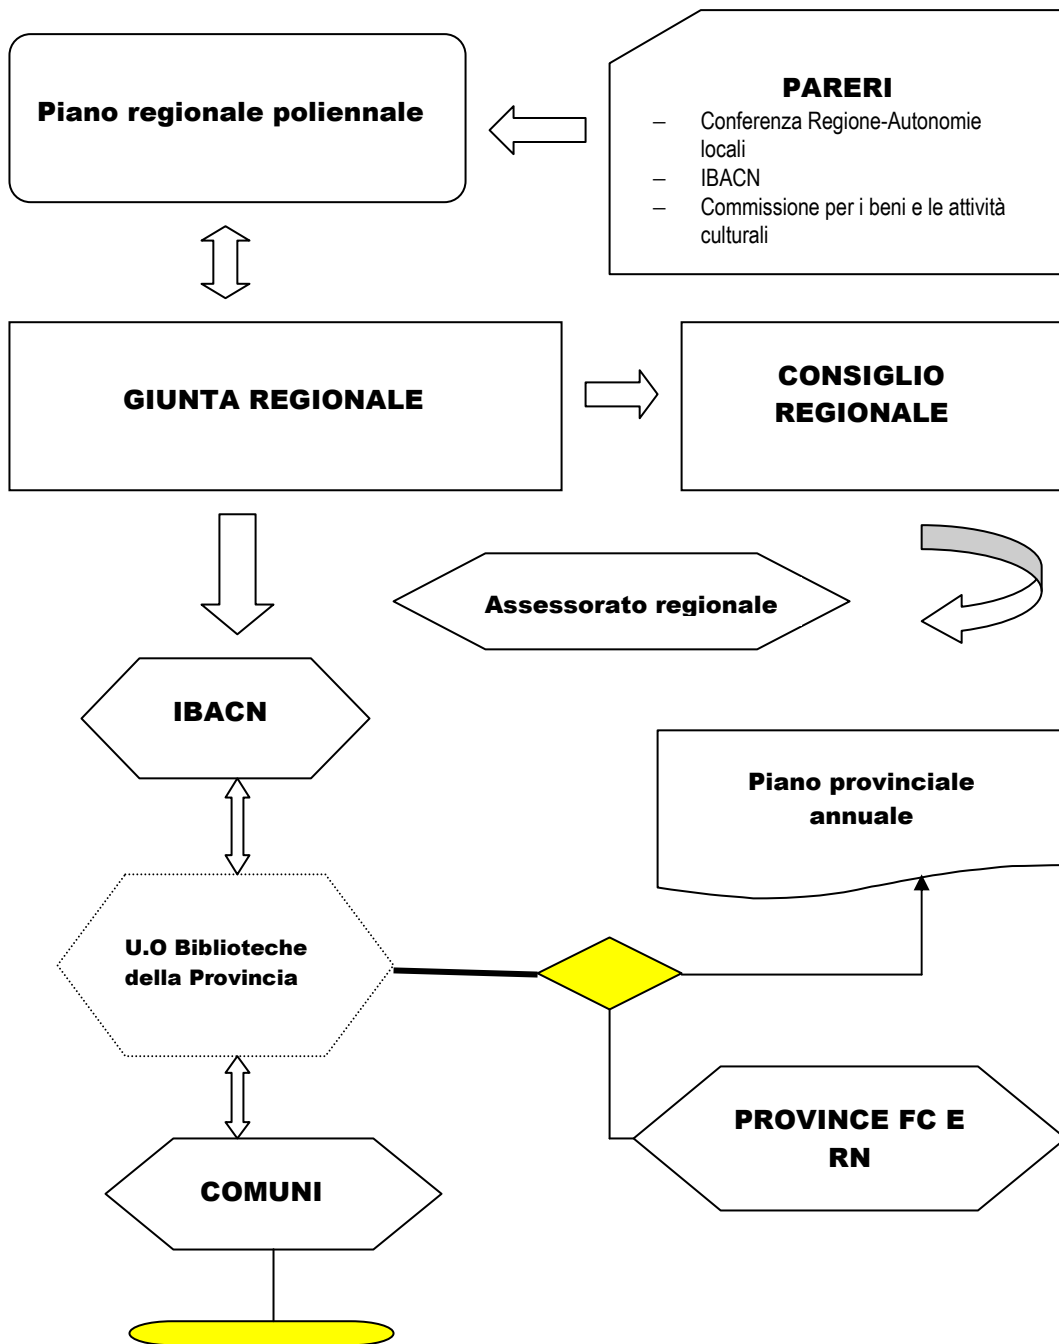 Piano regionale poliennale
PARERI
– Conferenza Regione-Autonomie
locali
– IBACN
– Commissione per i beni e le attività
culturali
GIUNTA REGIONALE
CONSIGLIO
REGIONALE
Assessorato regionale
IBACN
Piano provinciale
annuale
U.O Biblioteche
della Provincia
PROVINCE FC E
RN
COMUNI